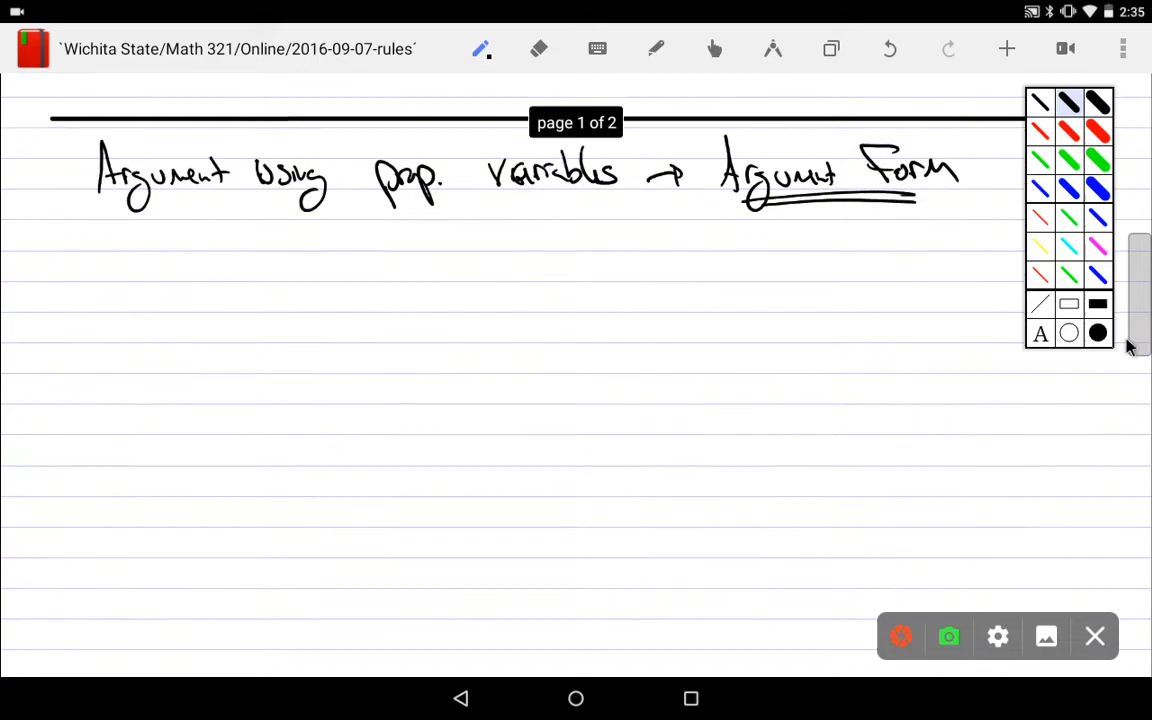 2:35
`Wichita State/Math 321/Online/2016-09-07-rules´
page 1 of 2
Argument using prop. variables → Argument Form
A